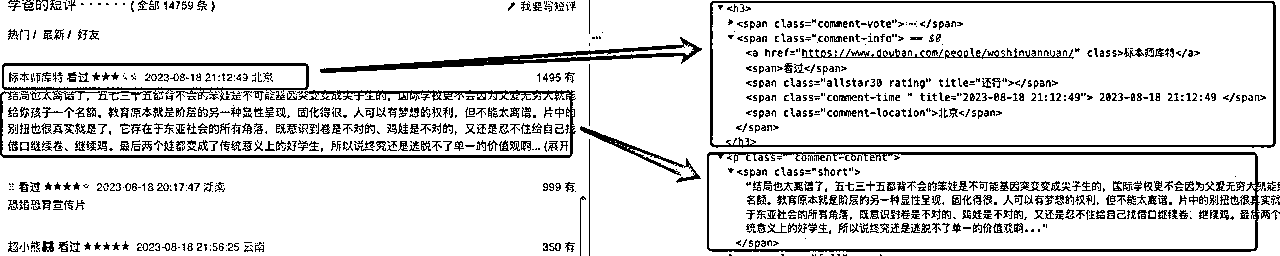 学爸的短评 · · · · · · ( 全部 14759 条 )
我要写短评
热门 / 最新 / 好友
标本师库特 看过 ★★★☆☆ 2023-08-18 21:12:49 北京
1495 有
结局也太离谱了，五七三十五都背不会的笨娃是不可能基因突变变成尖子生的，国际学校更不会因为父爱无穷大就能
给你孩子一个名额。教育原本就是阶层的另一种显性呈现，固化得很。人可以有梦想的权利，但不能太离谱。片中的
别扭也很真实就是了，它存在于东亚社会的所有角落，既意识到卷是不对的、鸡娃是不对的，又还是忍不住给自己找
借口继续卷、继续鸡。最后两个娃都变成了传统意义上的好学生，所以说终究还是逃脱不了单一的价值观啊... (展开
看过 ★★★★☆ 2023-08-18 20:17:47 河南
999 有
恐婚恐育宣传片
超小熊 看过 ★★★★★ 2023-08-18 21:56:25 云南
350 有
▼<h3>
▶<span class="comment-vote">…</span>
▼<span class="comment-info"> == $0
<a href="https://www.douban.com/people/woshinuannuan/" class>标本师库特</a>
<span>看过</span>
<span class="allstar30 rating" title="还行"></span>
<span class="comment-time " title="2023-08-18 21:12:49"> 2023-08-18 21:12:49 </span>
<span class="comment-location">北京</span>
</span>
</h3>
▼<p class=" comment-content">
▼<span class="short">
"结局也太离谱了，五七三十五都背不会的笨娃是不可能基因突变变成尖子生的，国际学校更不会因为父爱无穷大就能给
名额。教育原本就是阶层的另一种显性呈现，固化得很。人可以有梦想的权利，但不能太离谱。片中的别扭也很真实就
于东亚社会的所有角落，既意识到卷是不对的、鸡娃是不对的，又还是忍不住给自己找借口继续卷、继续鸡。最后两个
统意义上的好学生，所以说终究还是逃脱不了单一的价值观啊..."
</span>